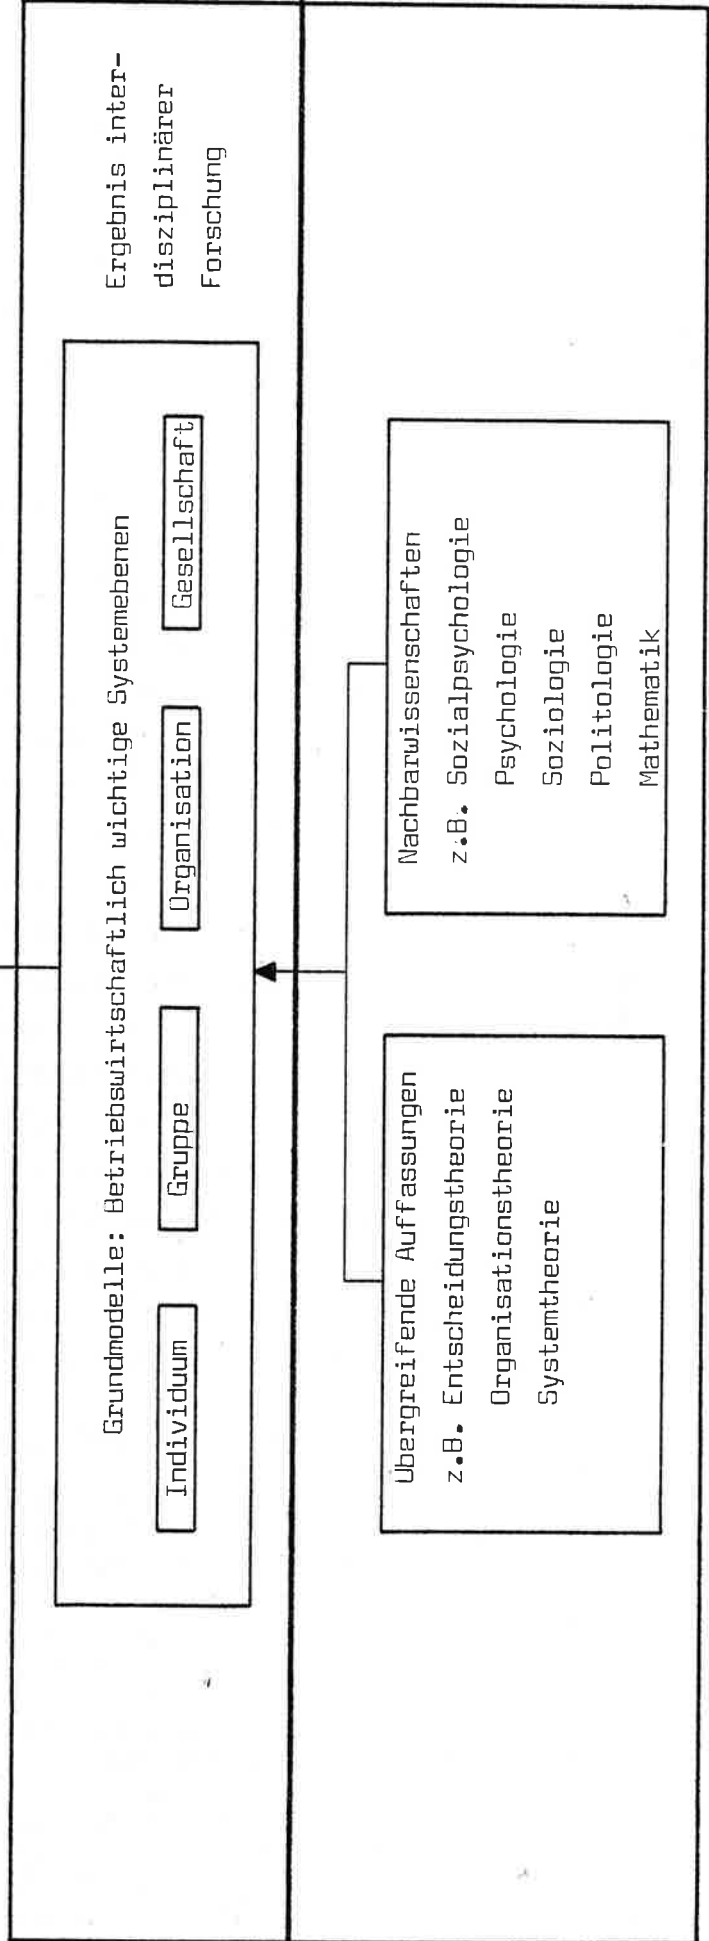 Ergebnis inter-
disziplinärer
Forschung
Grundmodelle: Betriebswirtschaftlich wichtige Systemebenen
Individuum
Gruppe
Organisation
Gesellschaft
Übergreifende Auffassungen
z.B. Entscheidungstheorie
Organisationstheorie
Systemtheorie
Nachbarwissenschaften
z.B. Sozialpsychologie
Psychologie
Soziologie
Politologie
Mathematik